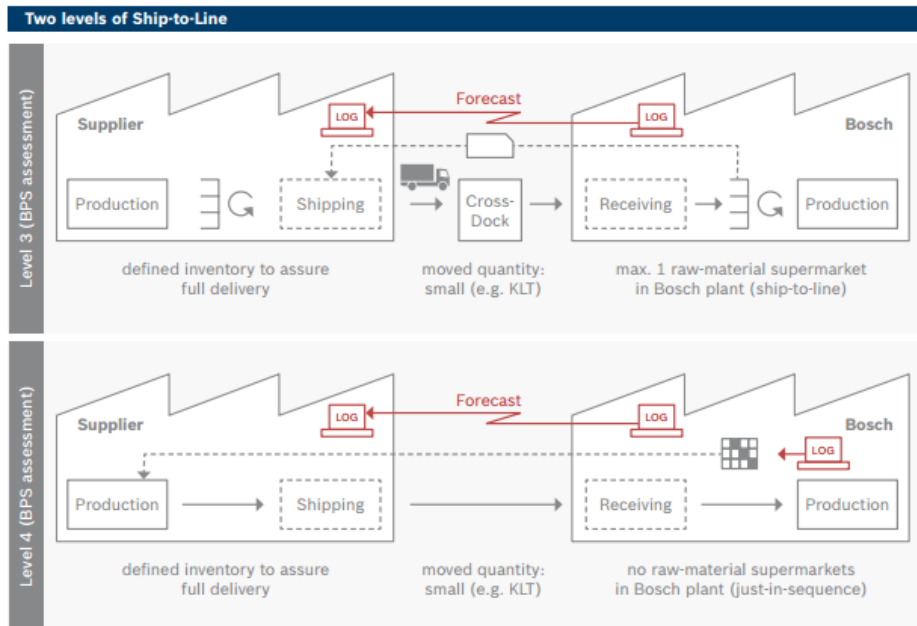 Two levels of Ship-to-Line
Level 3 (BPS assessment)
Forecast
LOG
LOG
Supplier
Bosch
Production
Shipping
Cross-
Dock
Receiving
Production
defined inventory to assure
full delivery
moved quantity:
small (e.g. KLT)
max. 1 raw-material supermarket
in Bosch plant (ship-to-line)
Level 4 (BPS assessment)
Forecast
LOG
LOG
Supplier
Bosch
LOG
Production
Shipping
Receiving
Production
defined inventory to assure
full delivery
moved quantity:
small (e.g. KLT)
no raw-material supermarkets
in Bosch plant (just-in-sequence)